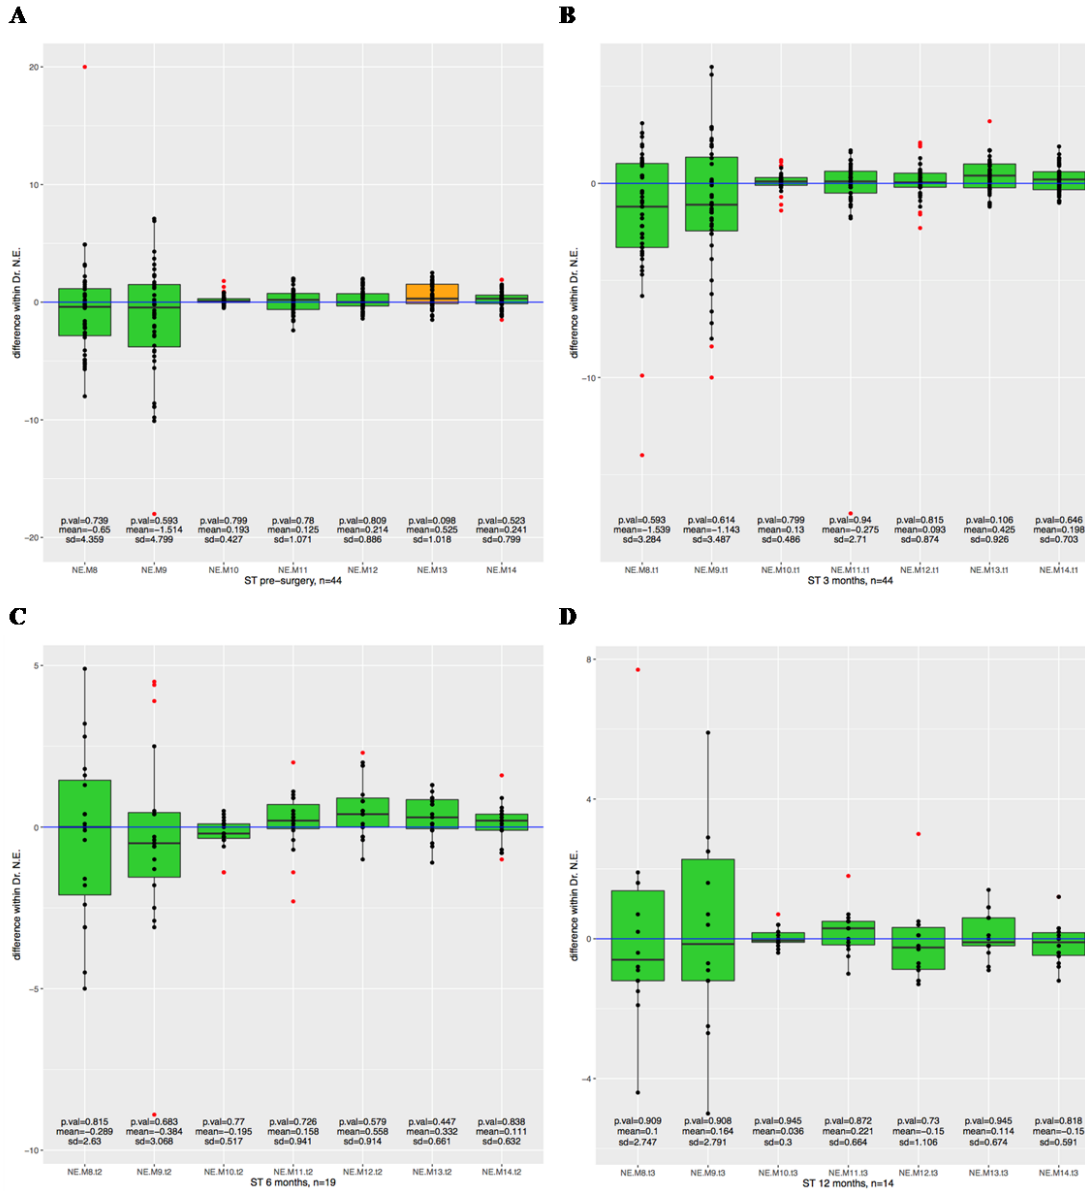 A
difference within Dr. N.E.
20
10
0
−10
−20
p.val=0.739 p.val=0.593 p.val=0.799 p.val=0.78 p.val=0.809 p.val=0.098 p.val=0.523
mean=−0.65 mean=−1.514 mean=0.193 mean=0.125 mean=0.214 mean=0.525 mean=0.241
sd=4.359 sd=4.799 sd=0.427 sd=1.071 sd=0.886 sd=1.018 sd=0.799
NE.M8 NE.M9 NE.M10 NE.M11 NE.M12 NE.M13 NE.M14
ST pre−surgery, n=44
B
difference within Dr. N.E.
0
−10
p.val=0.593 p.val=0.614 p.val=0.799 p.val=0.94 p.val=0.815 p.val=0.106 p.val=0.646
mean=−1.539 mean=−1.143 mean=0.13 mean=−0.275 mean=0.093 mean=0.425 mean=0.198
sd=3.284 sd=3.487 sd=0.486 sd=2.71 sd=0.874 sd=0.926 sd=0.703
NE.M8.t1 NE.M9.t1 NE.M10.t1 NE.M11.t1 NE.M12.t1 NE.M13.t1 NE.M14.t1
ST 3 months, n=44
C
difference within Dr. N.E.
5
0
−5
−10
p.val=0.815 p.val=0.683 p.val=0.77 p.val=0.726 p.val=0.579 p.val=0.447 p.val=0.838
mean=−0.289 mean=−0.384 mean=−0.195 mean=0.158 mean=0.558 mean=0.332 mean=0.111
sd=2.63 sd=3.068 sd=0.517 sd=0.941 sd=0.914 sd=0.661 sd=0.632
NE.M8.t2 NE.M9.t2 NE.M10.t2 NE.M11.t2 NE.M12.t2 NE.M13.t2 NE.M14.t2
ST 6 months, n=19
D
difference within Dr. N.E.
8
4
0
−4
p.val=0.909 p.val=0.908 p.val=0.945 p.val=0.872 p.val=0.73 p.val=0.945 p.val=0.818
mean=0.1 mean=0.164 mean=0.036 mean=0.221 mean=−0.15 mean=0.114 mean=−0.15
sd=2.747 sd=2.791 sd=0.3 sd=0.664 sd=1.106 sd=0.674 sd=0.591
NE.M8.t3 NE.M9.t3 NE.M10.t3 NE.M11.t3 NE.M12.t3 NE.M13.t3 NE.M14.t3
ST 12 months, n=14